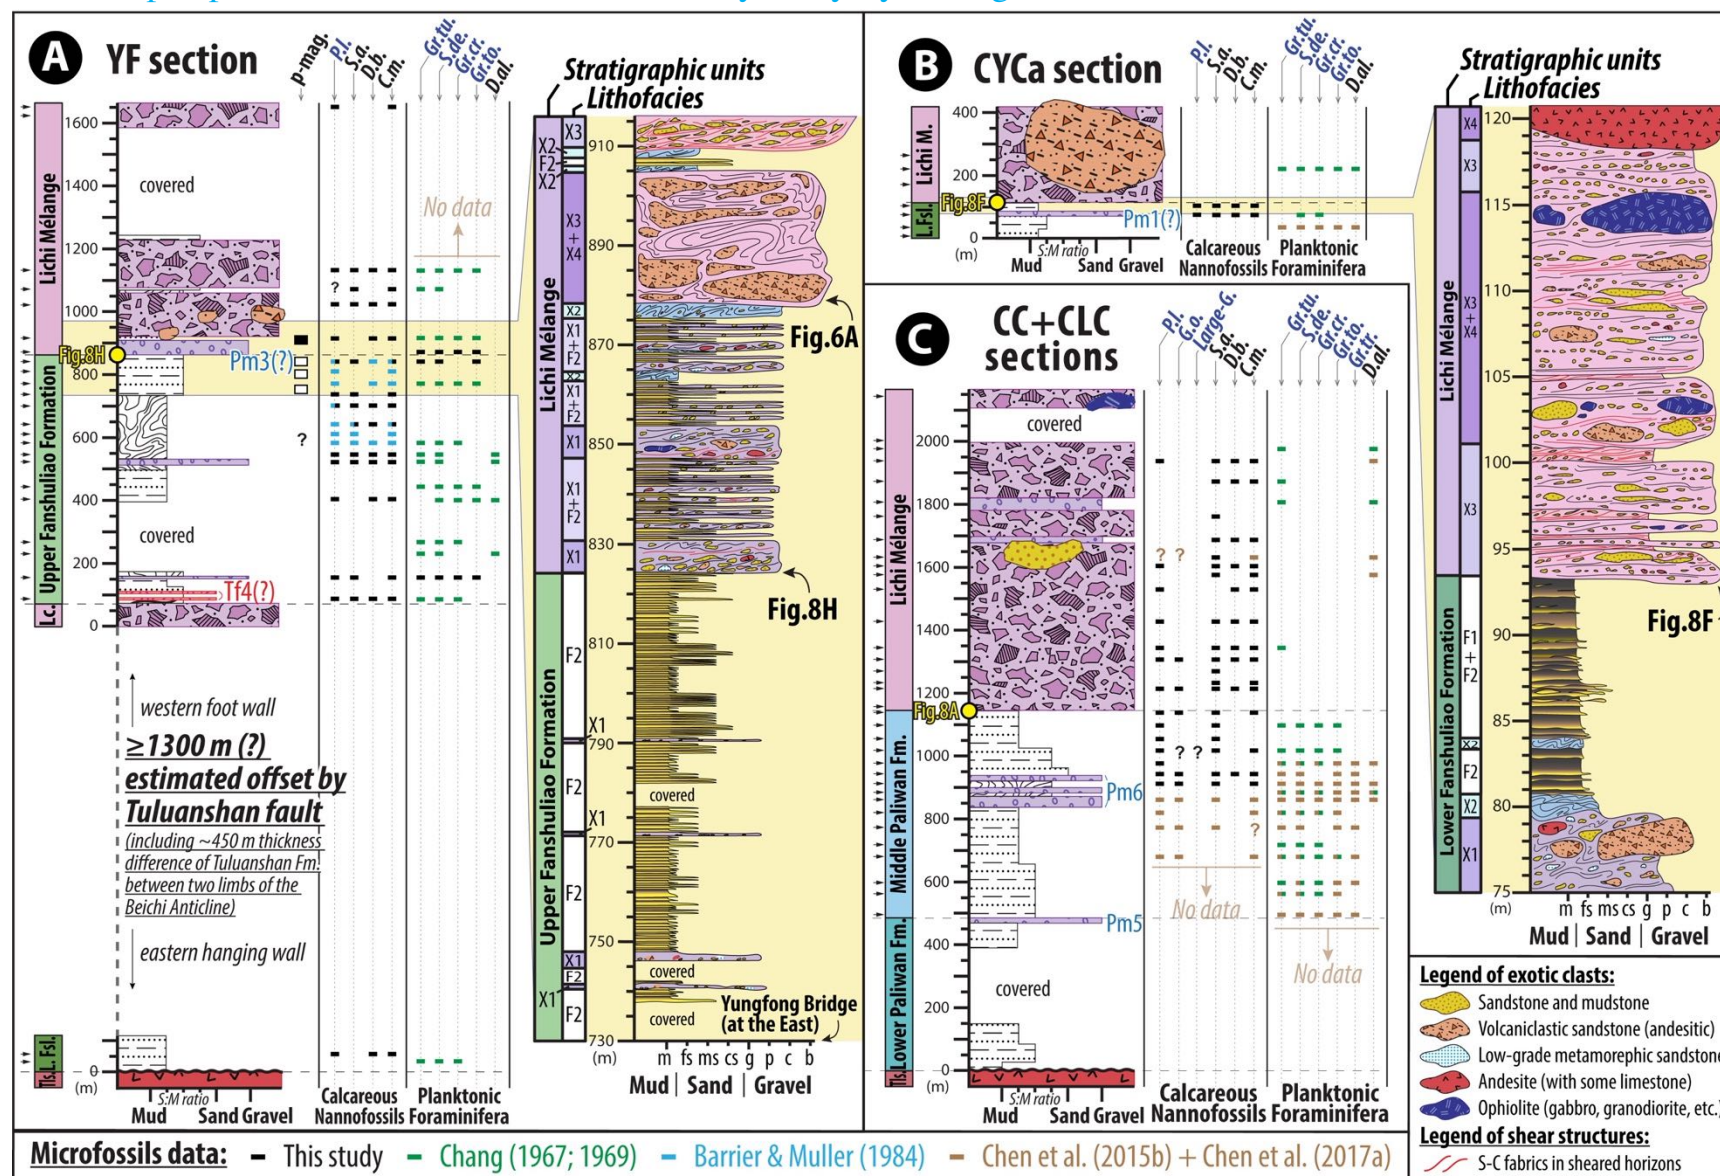 A YF section
p-mag.
P.l.
S.a.
D.b.
C.m.
Gr.tu.
S.de.
Gr.cr.
Gr.to.
D.al.
Stratigraphic units
Lithofacies
1600
1400
1200
1000
800
600
400
200
0
0
(m)
Lichi Mélange
Upper Fanshuliao Formation
Lc.
L. Fsl.
Tls.
covered
No data
?
Fig.8H
Pm3(?)
?
covered
Tf4(?)
western foot wall
≥1300 m (?)
estimated offset by
Tuluanshan fault
(including ~450 m thickness
difference of Tuluanshan Fm.
between two limbs of the
Beichi Anticline)
eastern hanging wall
S:M ratio
Mud Sand Gravel
Calcareous
Nannofossils
Planktonic
Foraminifera
Lichi Mélange
Upper Fanshuliao Formation
X3
X2
F2
X2
X3
+
X4
X2
X1
+
F2
X2
X1
+
F2
X1
X1
+
F2
X1
F2
X1
F2
X1
F2
X1
F2
X1
F2
910
890
870
850
830
810
790
770
750
730
(m)
Fig.6A
Fig.8H
covered
covered
covered
Yungfong Bridge
(at the East)
m fs ms cs g p c b
Mud | Sand | Gravel
B CYCa section
P.l.
S.a.
D.b.
C.m.
Gr.tu.
S.de.
Gr.cr.
Gr.to.
D.al.
Stratigraphic units
Lithofacies
400
200
0
(m)
Lichi M.
L.Fsl.
Fig.8F
Pm1(?)
S:M ratio
Mud Sand Gravel
Calcareous
Nannofossils
Planktonic
Foraminifera
Lichi Mélange
Lower Fanshuliao Formation
X4
X3
X3
+
X4
X3
F1
+
F2
X2
F2
X2
X1
120
115
110
105
100
95
90
85
80
75
(m)
Fig.8F
m fs ms cs g p c b
Mud | Sand | Gravel
C CC+CLC
sections
P.l.
G.o.
Large-G.
S.a.
D.b.
C.m.
Gr.tu.
S.de.
Gr.cr.
Gr.to.
Gr.tr.
D.al.
2000
1800
1600
1400
1200
1000
800
600
400
200
0
(m)
Lichi Mélange
Middle Paliwan Fm.
Lower Paliwan Fm.
Tls.
covered
? ?
Fig.8A
? ?
Pm6
?
No data
Pm5
No data
covered
S:M ratio
Mud Sand Gravel
Calcareous
Nannofossils
Planktonic
Foraminifera
Legend of exotic clasts:
Sandstone and mudstone
Volcaniclastic sandstone (andesitic)
Low-grade metamorephic sandstone
Andesite (with some limestone)
Ophiolite (gabbro, granodiorite, etc.)
Legend of shear structures:
S-C fabrics in sheared horizons
Microfossils data: This study Chang (1967; 1969) Barrier & Muller (1984) Chen et al. (2015b) + Chen et al. (2017a)